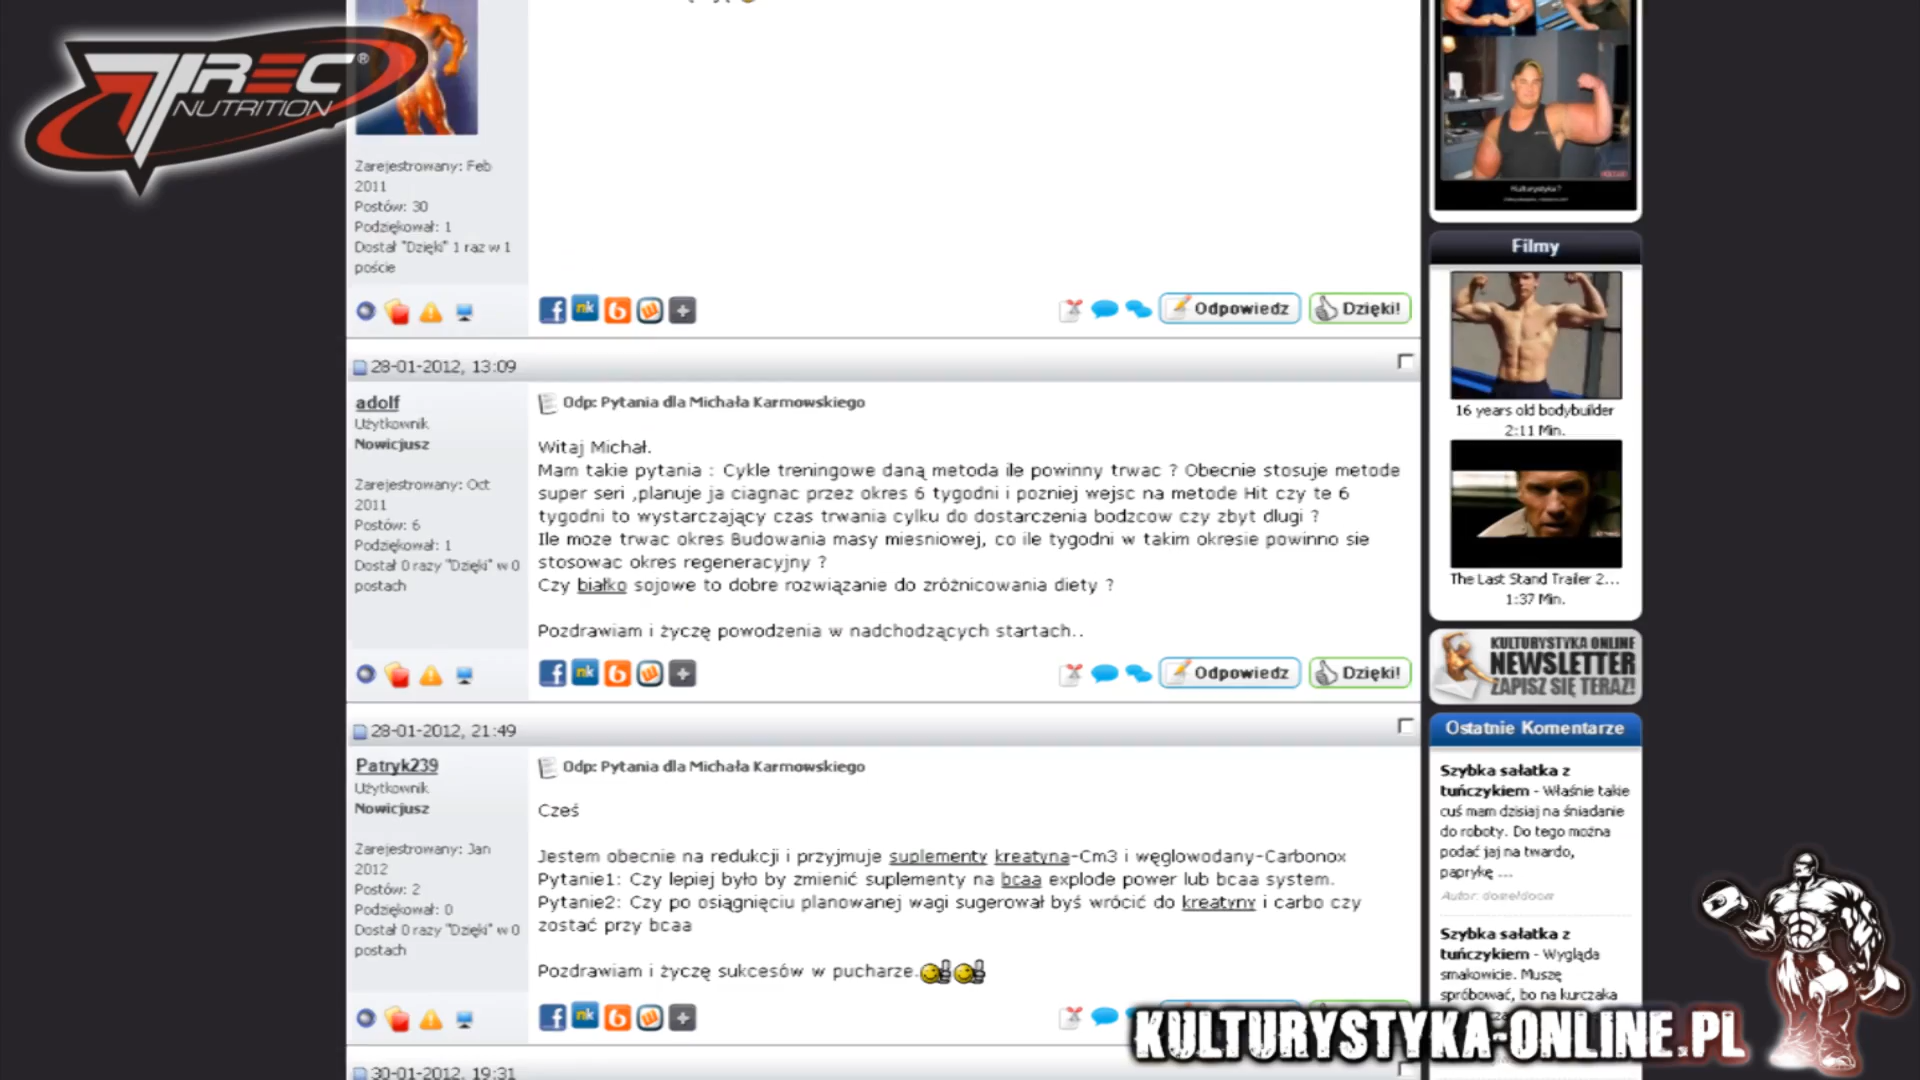 TREC®
NUTRITION
Zarejestrowany: Feb
2011
Postów: 30
Podziękował: 1
Dostał "Dzięki" 1 raz w 1
poście
Odpowiedz
Dzięki!
28-01-2012, 13:09
adolf
Użytkownik
Nowicjusz
Zarejestrowany: Oct
2011
Postów: 6
Podziękował: 1
Dostał 0 razy "Dzięki" w 0
postach
Odp: Pytania dla Michała Karmowskiego
Witaj Michał.
Mam takie pytania : Cykle treningowe daną metoda ile powinny trwac ? Obecnie stosuje metode
super seri ,planuje ja ciagnac przez okres 6 tygodni i pozniej wejsc na metode Hit czy te 6
tygodni to wystarczający czas trwania cylku do dostarczenia bodzcow czy zbyt dlugi ?
Ile moze trwac okres Budowania masy miesniowej, co ile tygodni w takim okresie powinno sie
stosowac okres regeneracyjny ?
Czy białko sojowe to dobre rozwiązanie do zróżnicowania diety ?
Pozdrawiam i życzę powodzenia w nadchodzących startach..
Odpowiedz
Dzięki!
28-01-2012, 21:49
Patryk239
Użytkownik
Nowicjusz
Zarejestrowany: Jan
2012
Postów: 2
Podziękował: 0
Dostał 0 razy "Dzięki" w 0
postach
Odp: Pytania dla Michała Karmowskiego
Cześ
Jestem obecnie na redukcji i przyjmuje suplementy kreatyna-Cm3 i węglowodany-Carbonox
Pytanie1: Czy lepiej było by zmienić suplementy na bcaa explode power lub bcaa system.
Pytanie2: Czy po osiągnięciu planowanej wagi sugerował byś wrócić do kreatyny i carbo czy
zostać przy bcaa
Pozdrawiam i życzę sukcesów w pucharze.
30-01-2012, 19:31
Kulturystyka?
Filmy
16 years old bodybuilder
2:11 Min.
The Last Stand Trailer 2...
1:37 Min.
KULTURYSTYKA ONLINE
NEWSLETTER
ZAPISZ SIĘ TERAZ!
Ostatnie Komentarze
Szybka sałatka z
tuńczykiem - Właśnie takie
cuś mam dzisiaj na śniadanie
do roboty. Do tego można
podać jaj na twardo,
paprykę ...
Szybka sałatka z
tuńczykiem - Wygląda
smakowicie. Muszę
spróbować, bo na kurczaka
KULTURYSTYKA-ONLINE.PL